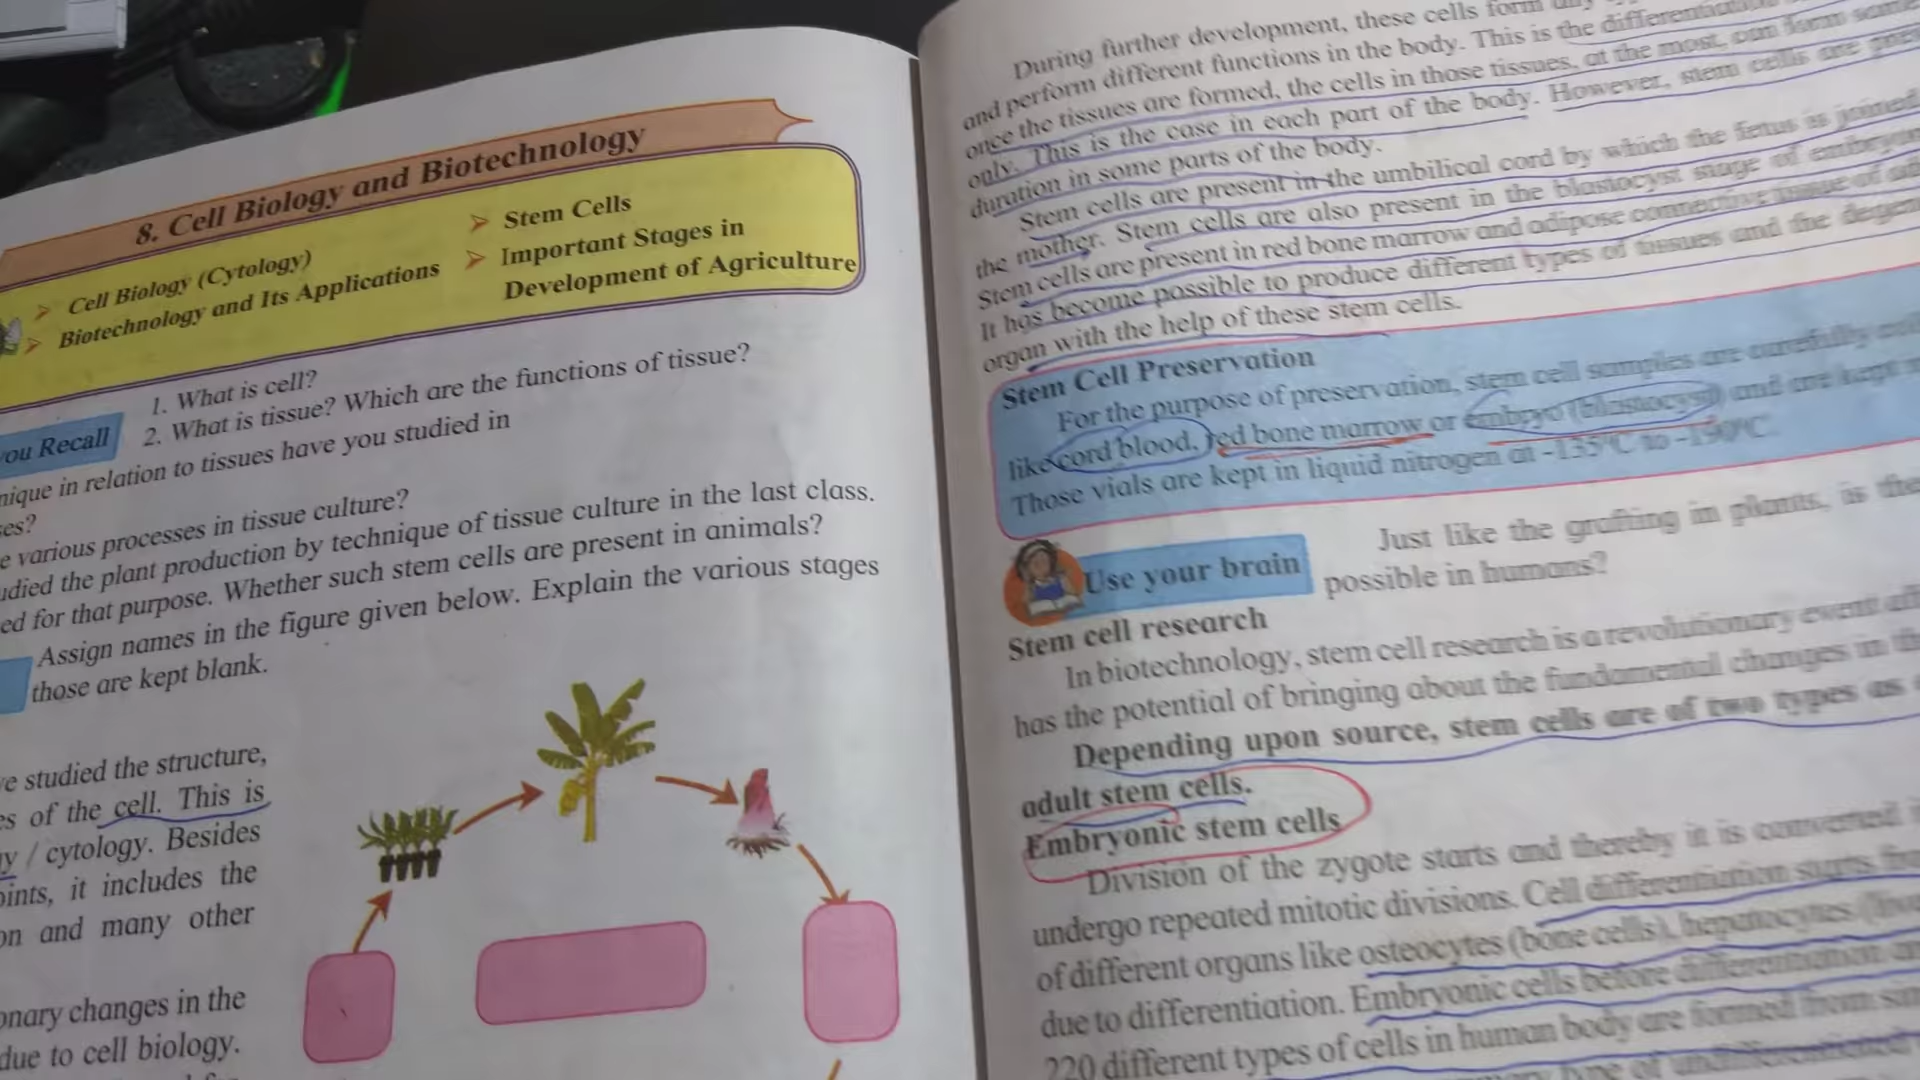 8. Cell Biology and Biotechnology
➢ Cell Biology (Cytology)
➢ Biotechnology and Its Applications
➢ Stem Cells
➢ Important Stages in
Development of Agriculture
1. What is cell?
2. What is tissue? Which are the functions of tissue?
you Recall
nique in relation to tissues have you studied in
es?
e various processes in tissue culture?
udied the plant production by technique of tissue culture in the last class.
ed for that purpose. Whether such stem cells are present in animals?
Assign names in the figure given below. Explain the various stages
those are kept blank.
ve studied the structure,
es of the cell. This is
y / cytology. Besides
oints, it includes the
on and many other
onary changes in the
due to cell biology.
During further development, these cells form
and perform different functions in the body. This is the differentiation
once the tissues are formed, the cells in those tissues, at the most, can form same
only. This is the case in each part of the body. However, stem cells are
duration in some parts of the body.
Stem cells are present in the umbilical cord by which the fetus is joined
the mother. Stem cells are also present in the blastocyst stage of
Stem cells are present in red bone marrow and adipose connective tissue of
It has become possible to produce different types of tissues and the
organ with the help of these stem cells.
Stem Cell Preservation
For the purpose of preservation, stem cell samples are carefully
like cord blood, red bone marrow or embryo (blastocyst) and are kept
Those vials are kept in liquid nitrogen at -135°C to -190°C.
Just like the grafting in plants, is
Use your brain
possible in humans?
Stem cell research
In biotechnology, stem cell research is a revolutionary event
has the potential of bringing about the fundamental changes in
Depending upon source, stem cells are of two types as
adult stem cells.
Embryonic stem cells
Division of the zygote starts and thereby it is converted
undergo repeated mitotic divisions. Cell differentiation starts
of different organs like osteocytes (bone cells), hepatocytes
due to differentiation. Embryonic cells before differentiation
220 different types of cells in human body are formed from
type of undifferentiated